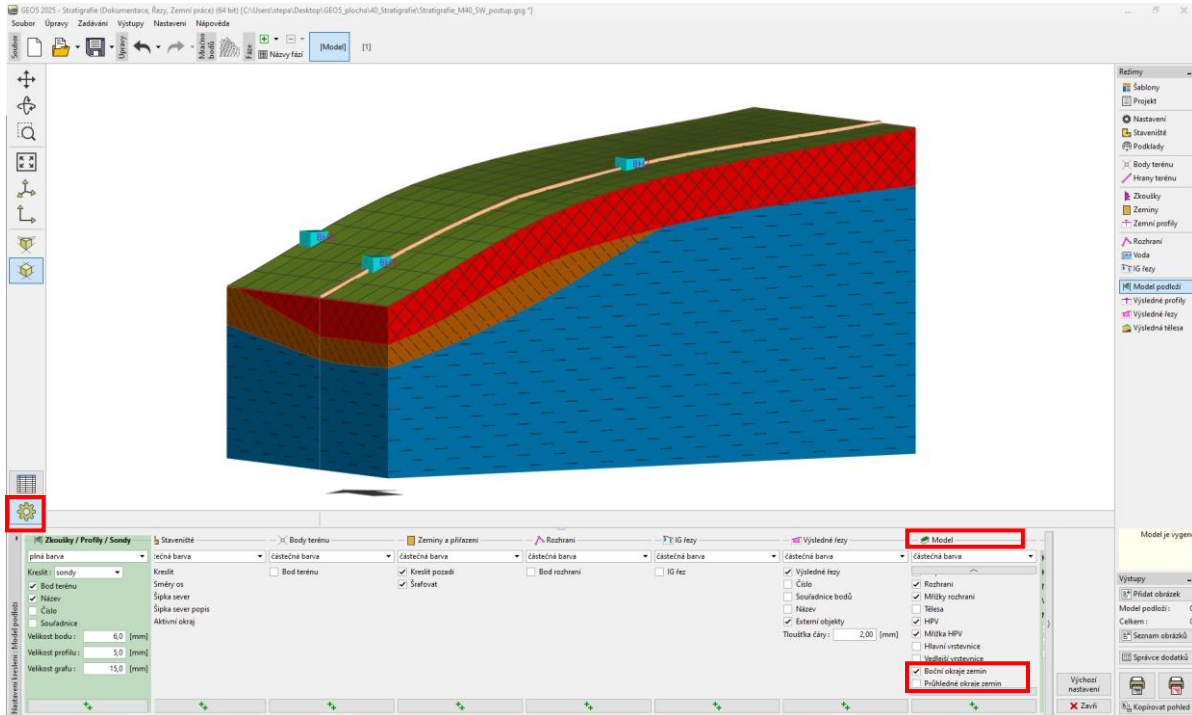 GEO5 2025 - Stratigrafie (Dokumentace, Řezy, Zemní práce) (64 bit) [C:\Users\stepa\Desktop\GEO5_plocha\40_Stratigrafie\Stratigrafie_M40_SW_postup.gsg *]
Soubor Úpravy Zadávání Výstupy Nastavení Nápověda
Soubor
Úpravy
Mračno bodů
Fáze
Názvy fází
[Model]
[1]
Režimy
Šablony
Projekt
Nastavení
Staveniště
Podklady
Body terénu
Hrany terénu
Zkoušky
Zeminy
Zemní profily
Rozhraní
Voda
IG řezy
Model podloží
Výsledné profily
Výsledné řezy
Výsledná tělesa
Nastavení kreslení : Model podloží
Zkoušky / Profily / Sondy
plná barva
Kreslit : sondy
Bod terénu
Název
Číslo
Souřadnice
Velikost bodu : 6,0 [mm]
Velikost profilu : 5,0 [mm]
Velikost grafu : 15,0 [mm]
Staveniště
tečná barva
Kreslit
Směry os
Šipka sever
Šipka sever popis
Aktivní okraj
Body terénu
částečná barva
Bod terénu
Zeminy a přiřazení
částečná barva
Kreslit pozadí
Šrafovat
Rozhraní
částečná barva
Bod rozhraní
IG řezy
částečná barva
IG řez
Výsledné řezy
částečná barva
Výsledné řezy
Číslo
Souřadnice bodů
Název
Externí objekty
Tloušťka čáry : 2,00 [mm]
Model
částečná barva
Rozhraní
Mřížky rozhraní
Tělesa
HPV
Mřížka HPV
Hlavní vrstevnice
Vedlejší vrstevnice
Boční okraje zemin
Průhledné okraje zemin
Výchozí nastavení
Zavři
Model je vygen
Výstupy
Přidat obrázek
Model podloží : 0
Celkem : 0
Seznam obrázků
Správce dodatků
Kopírovat pohled